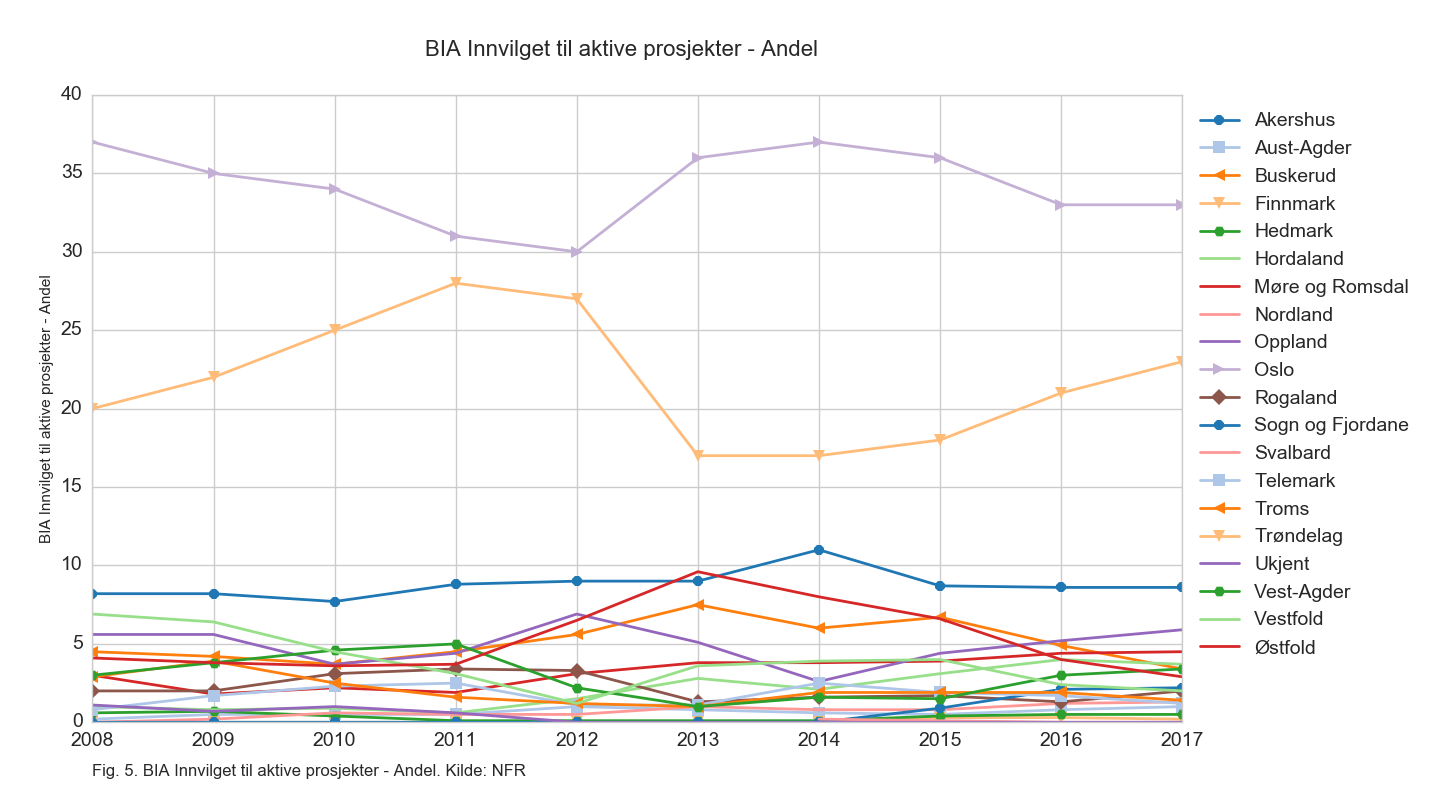 BIA Innvilget til aktive prosjekter - Andel
40
35
30
25
20
15
10
5
0
BIA Innvilget til aktive prosjekter - Andel
2008 2009 2010 2011 2012 2013 2014 2015 2016 2017
Akershus
Aust-Agder
Buskerud
Finnmark
Hedmark
Hordaland
Møre og Romsdal
Nordland
Oppland
Oslo
Rogaland
Sogn og Fjordane
Svalbard
Telemark
Troms
Trøndelag
Ukjent
Vest-Agder
Vestfold
Østfold
Fig. 5. BIA Innvilget til aktive prosjekter - Andel. Kilde: NFR